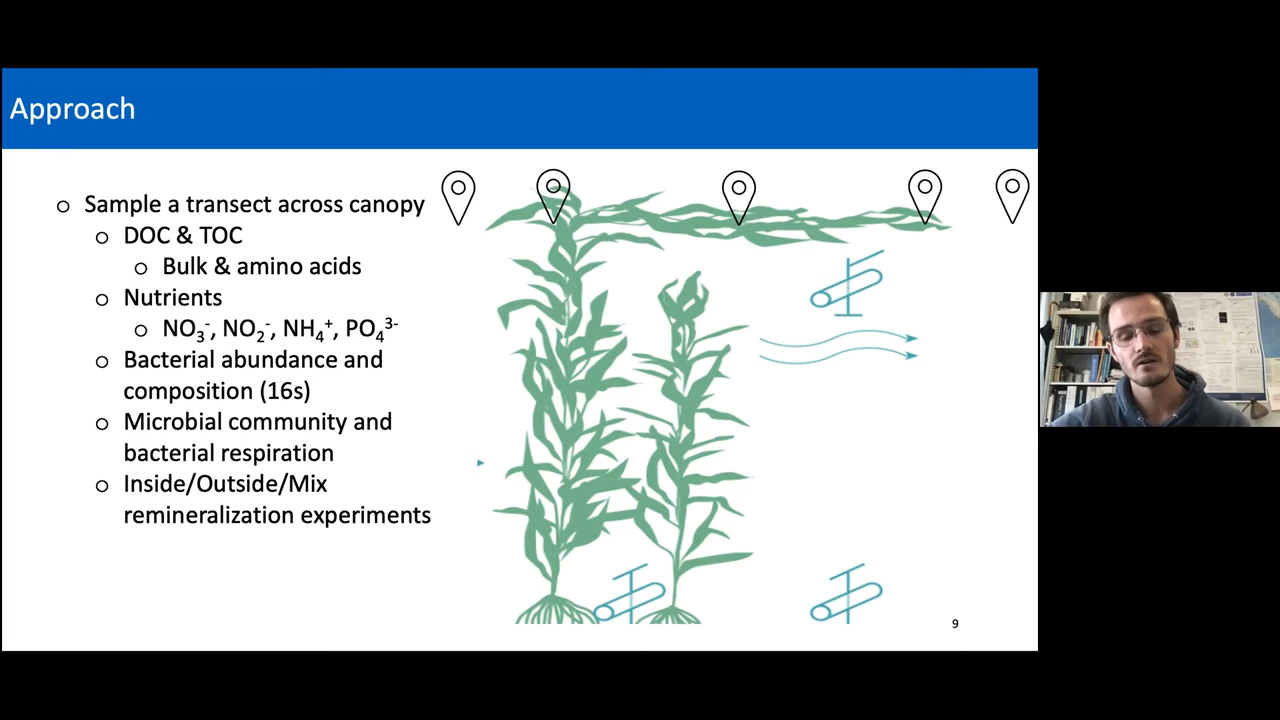 Approach
o Sample a transect across canopy
o DOC & TOC
o Bulk & amino acids
o Nutrients
o NO₃⁻, NO₂⁻, NH₄⁺, PO₄³⁻
o Bacterial abundance and
composition (16s)
o Microbial community and
bacterial respiration
o Inside/Outside/Mix
remineralization experiments
9